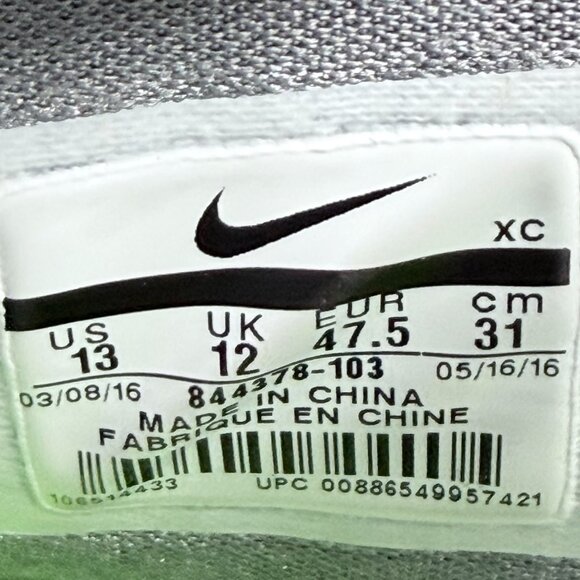 XC
US UK EUR cm
13 12 47.5 31
03/08/16 844378-103 05/16/16
MADE IN CHINA
FABRIQUE EN CHINE
UPC 00886549957421